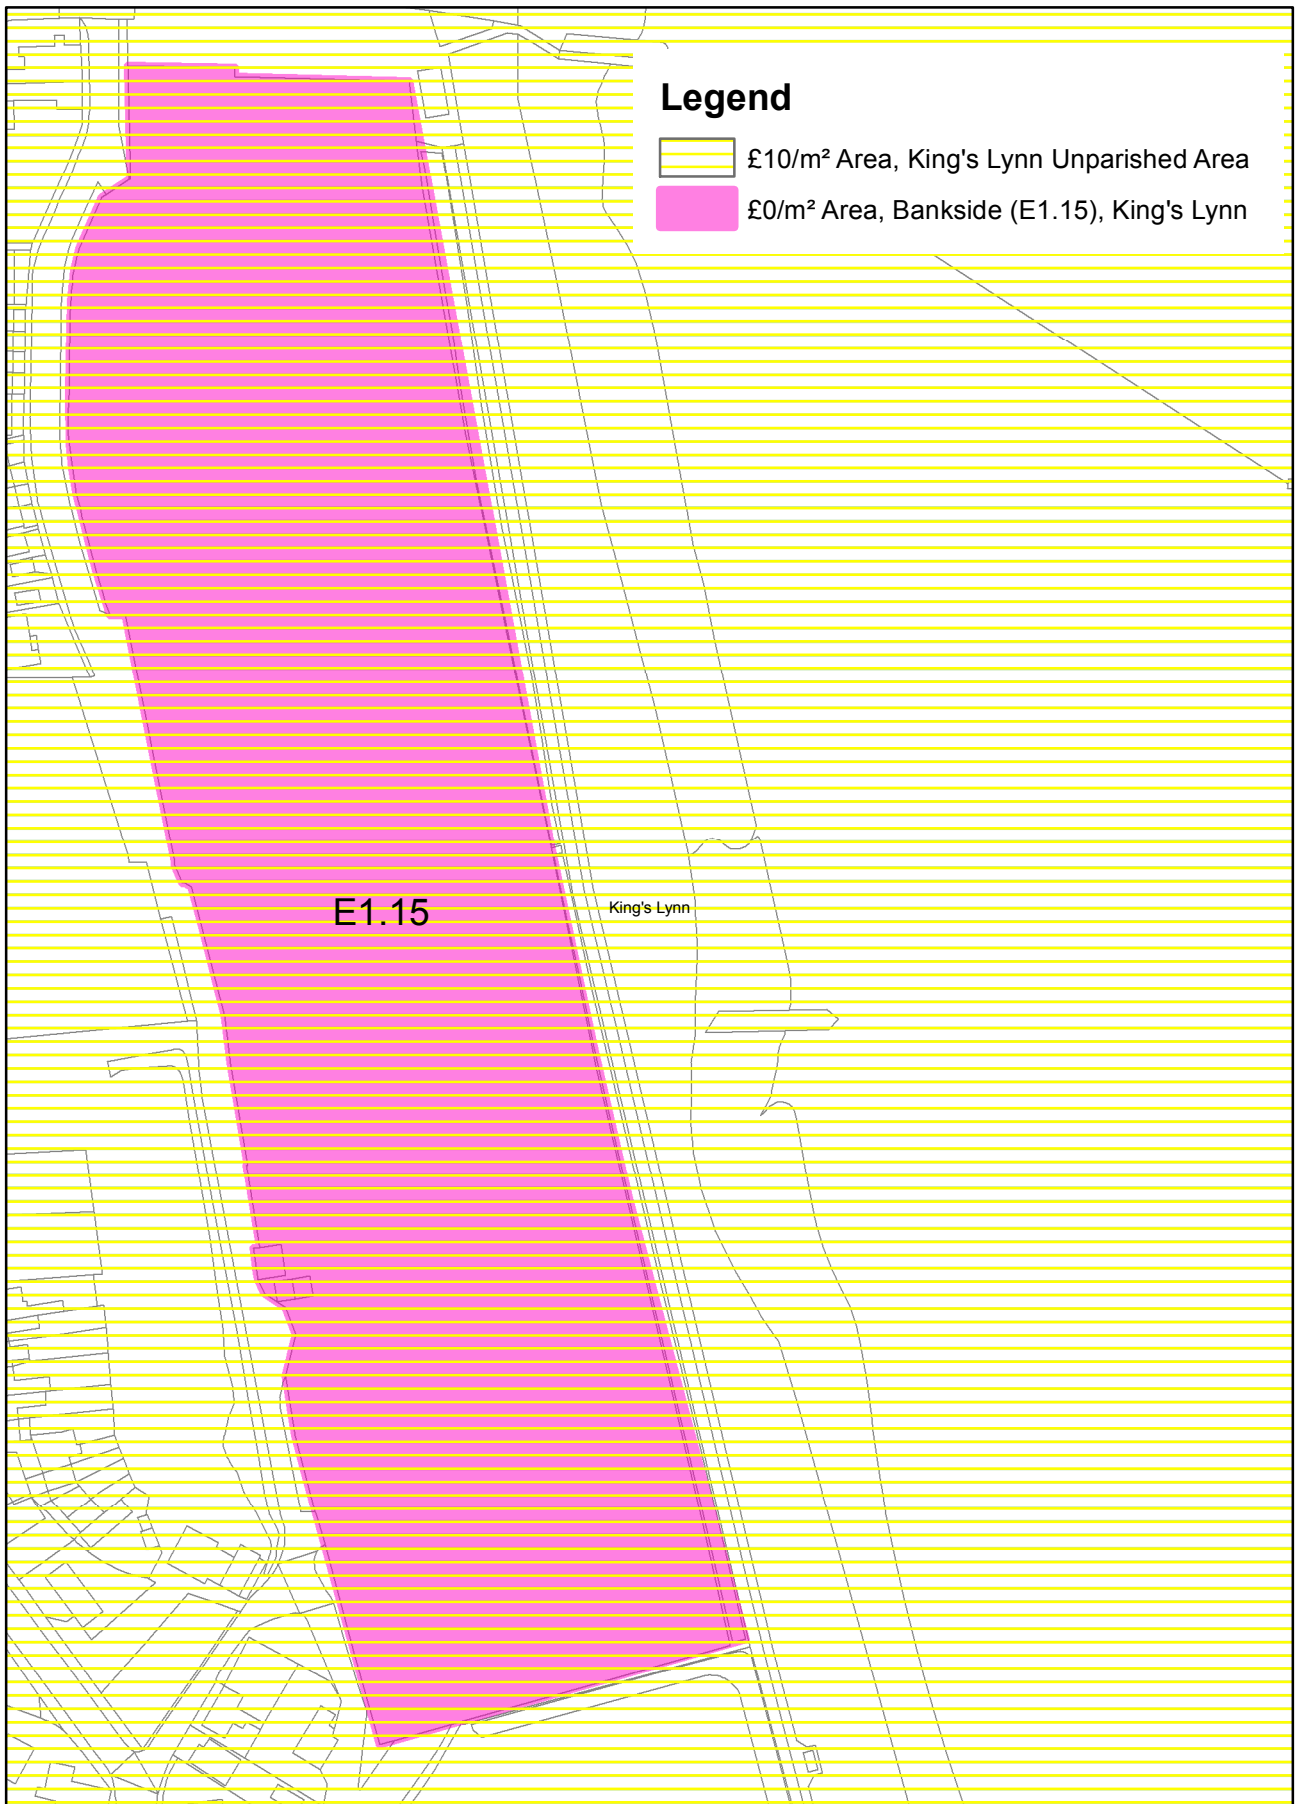 Legend
£10/m² Area, King's Lynn Unparished Area
£0/m² Area, Bankside (E1.15), King's Lynn
E1.15
King's Lynn